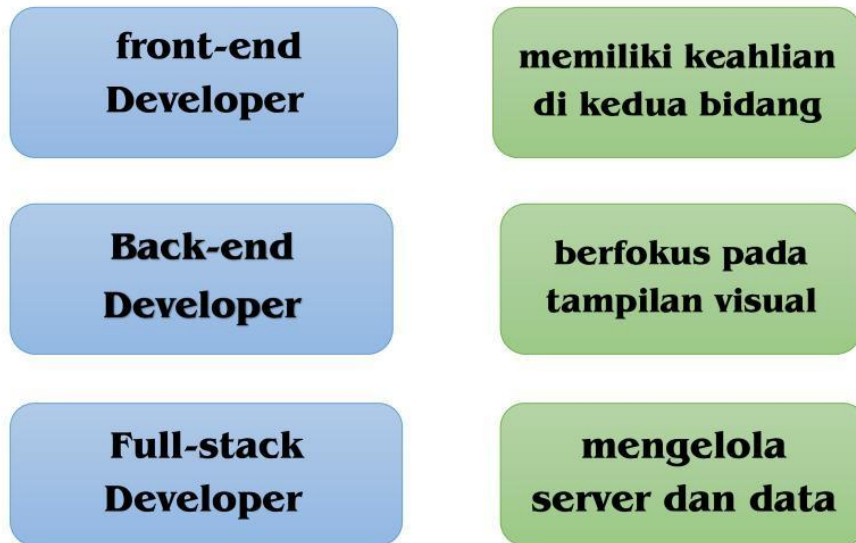 front-end
Developer
memiliki keahlian
di kedua bidang
Back-end
Developer
berfokus pada
tampilan visual
Full-stack
Developer
mengelola
server dan data